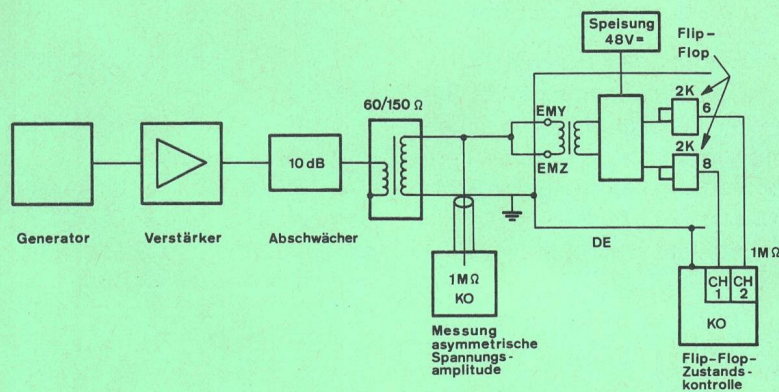 Speisung
48V=
Flip-
Flop
60/150 Ω
EMY
EMZ
2K
6
2K
8
10 dB
Generator
Verstärker
Abschwächer
DE
1MΩ
1MΩ
KO
CH
1
CH
2
KO
Messung
asymmetrische
Spannungs-
amplitude
Flip-Flop-
Zustands-
kontrolle